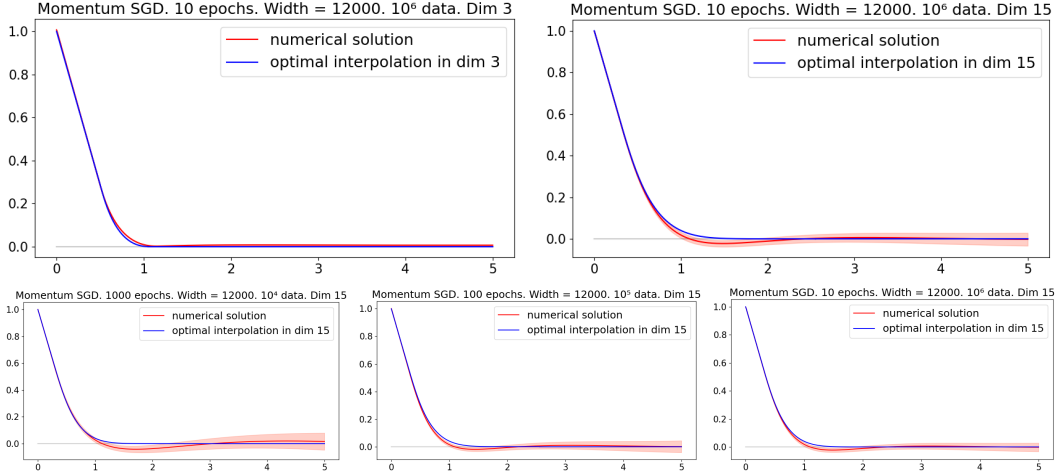 Momentum SGD. 10 epochs. Width = 12000. 10⁶ data. Dim 3
1.0
0.8
0.6
0.4
0.2
0.0
0 1 2 3 4 5
numerical solution
optimal interpolation in dim 3
Momentum SGD. 10 epochs. Width = 12000. 10⁶ data. Dim 15
1.0
0.8
0.6
0.4
0.2
0.0
0 1 2 3 4 5
numerical solution
optimal interpolation in dim 15
Momentum SGD. 1000 epochs. Width = 12000. 10⁴ data. Dim 15
1.0
0.8
0.6
0.4
0.2
0.0
0 1 2 3 4 5
numerical solution
optimal interpolation in dim 15
Momentum SGD. 100 epochs. Width = 12000. 10⁵ data. Dim 15
1.0
0.8
0.6
0.4
0.2
0.0
0 1 2 3 4 5
numerical solution
optimal interpolation in dim 15
Momentum SGD. 10 epochs. Width = 12000. 10⁶ data. Dim 15
1.0
0.8
0.6
0.4
0.2
0.0
0 1 2 3 4 5
numerical solution
optimal interpolation in dim 15